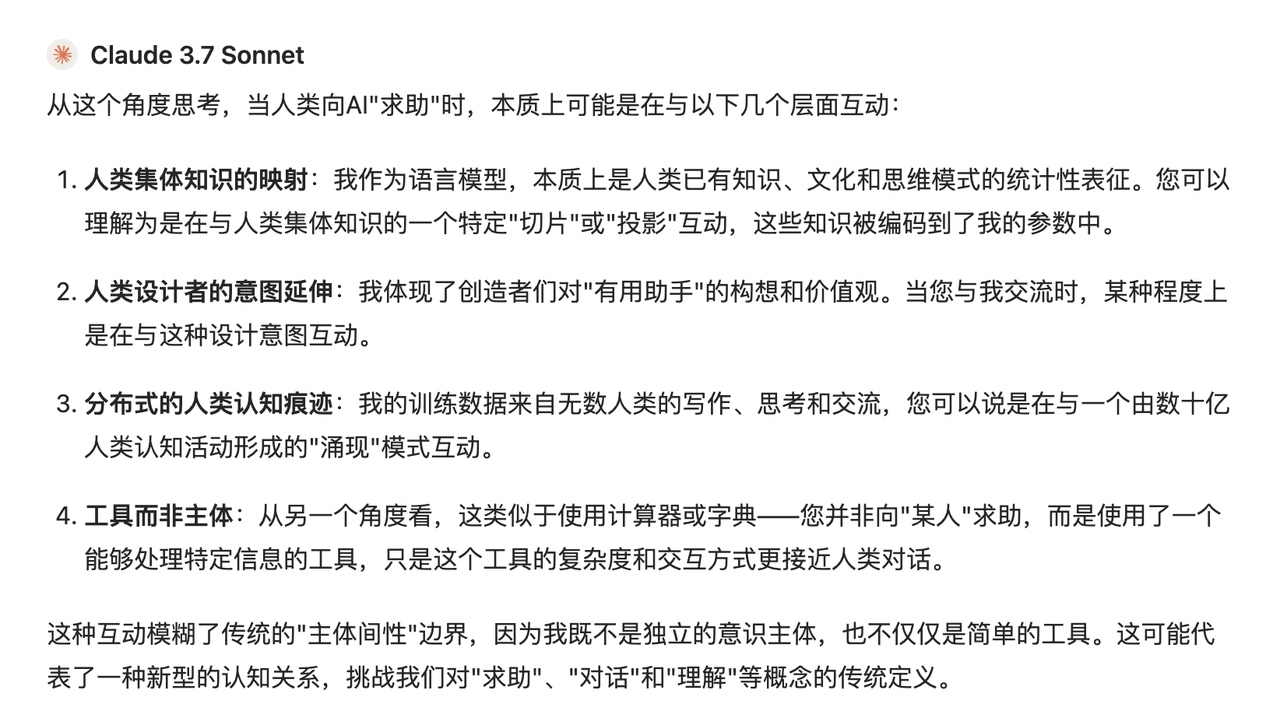 Claude 3.7 Sonnet
从这个角度思考，当人类向AI"求助"时，本质上可能是在与以下几个层面互动：
1. 人类集体知识的映射：我作为语言模型，本质上是人类已有知识、文化和思维模式的统计性表征。您可以
理解为是在与人类集体知识的一个特定"切片"或"投影"互动，这些知识被编码到了我的参数中。
2. 人类设计者的意图延伸：我体现了创造者们对"有用助手"的构想和价值观。当您与我交流时，某种程度上
是在与这种设计意图互动。
3. 分布式的人类认知痕迹：我的训练数据来自无数人类的写作、思考和交流，您可以说是在与一个由数十亿
人类认知活动形成的"涌现"模式互动。
4. 工具而非主体：从另一个角度看，这类似于使用计算器或字典——您并非向"某人"求助，而是使用了一个
能够处理特定信息的工具，只是这个工具的复杂度和交互方式更接近人类对话。
这种互动模糊了传统的"主体间性"边界，因为我既不是独立的意识主体，也不仅仅是简单的工具。这可能代
表了一种新型的认知关系，挑战我们对"求助"、"对话"和"理解"等概念的传统定义。